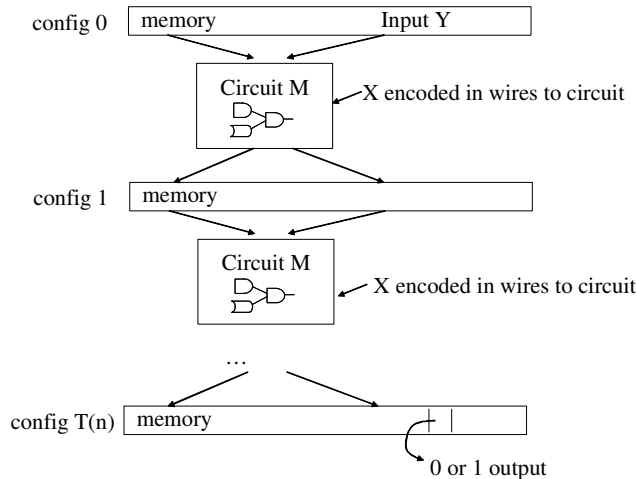 config 0
memory
Input Y
Circuit M
X encoded in wires to circuit
config 1
memory
Circuit M
X encoded in wires to circuit
...
config T(n)
memory
0 or 1 output